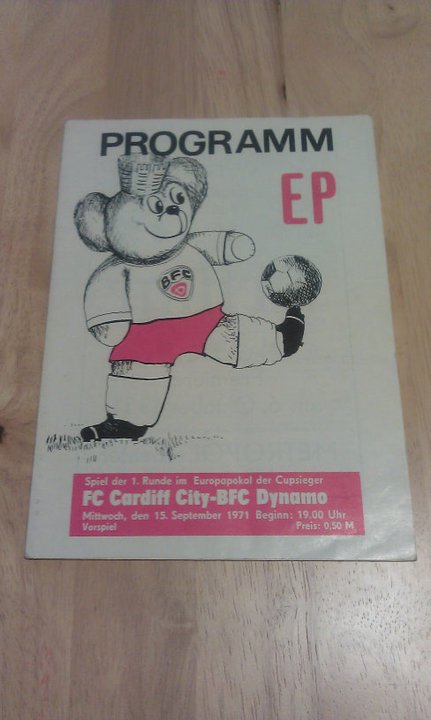 PROGRAMM
EP
BFC
Spiel der 1. Runde im Europapokal der Cupsieger
FC Cardiff City-BFC Dynamo
Mittwoch, den 15. September 1971 Beginn: 19.00 Uhr
Vorspiel Preis: 0,50 M